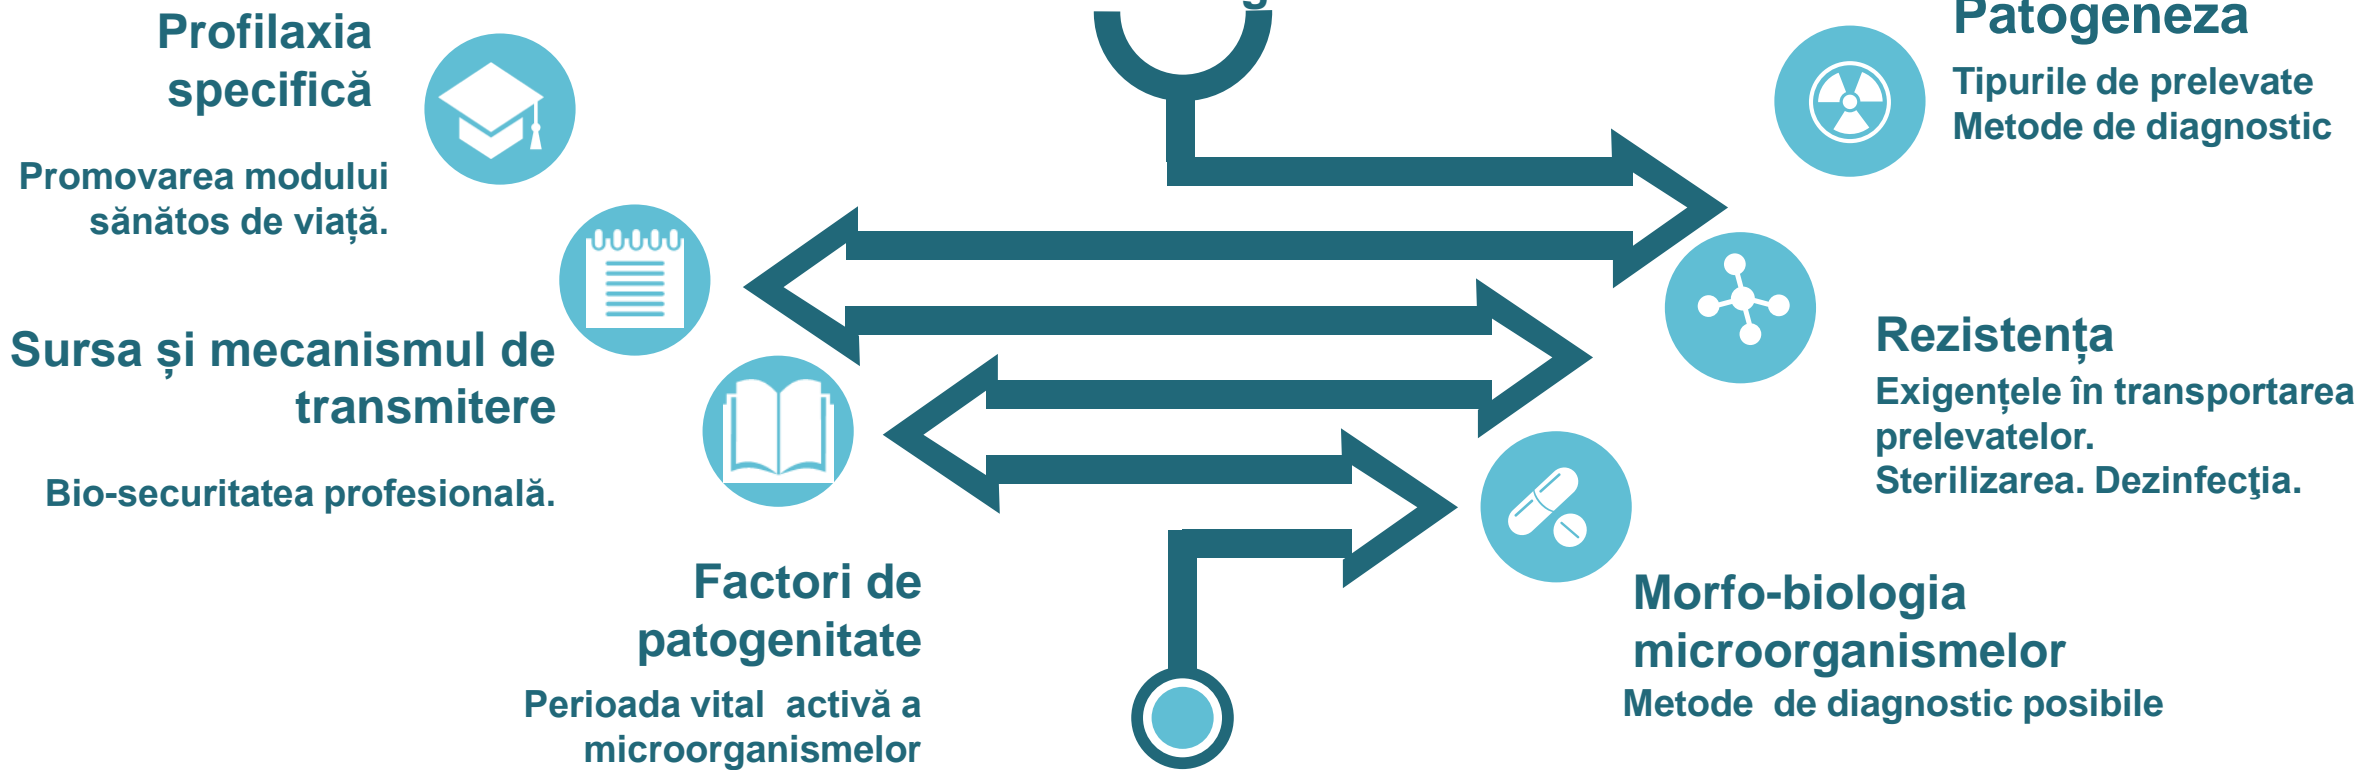 Profilaxia
specifică
Promovarea modului
sănătos de viață.
Sursa și mecanismul de
transmitere
Bio-securitatea profesională.
Factori de
patogenitate
Perioada vital  activă a
microorganismelor
Patogeneza
Tipurile de prelevate
Metode de diagnostic
Rezistența
Exigențele în transportarea
prelevatelor.
Sterilizarea. Dezinfecţia.
Morfo-biologia
microorganismelor
Metode  de diagnostic posibile